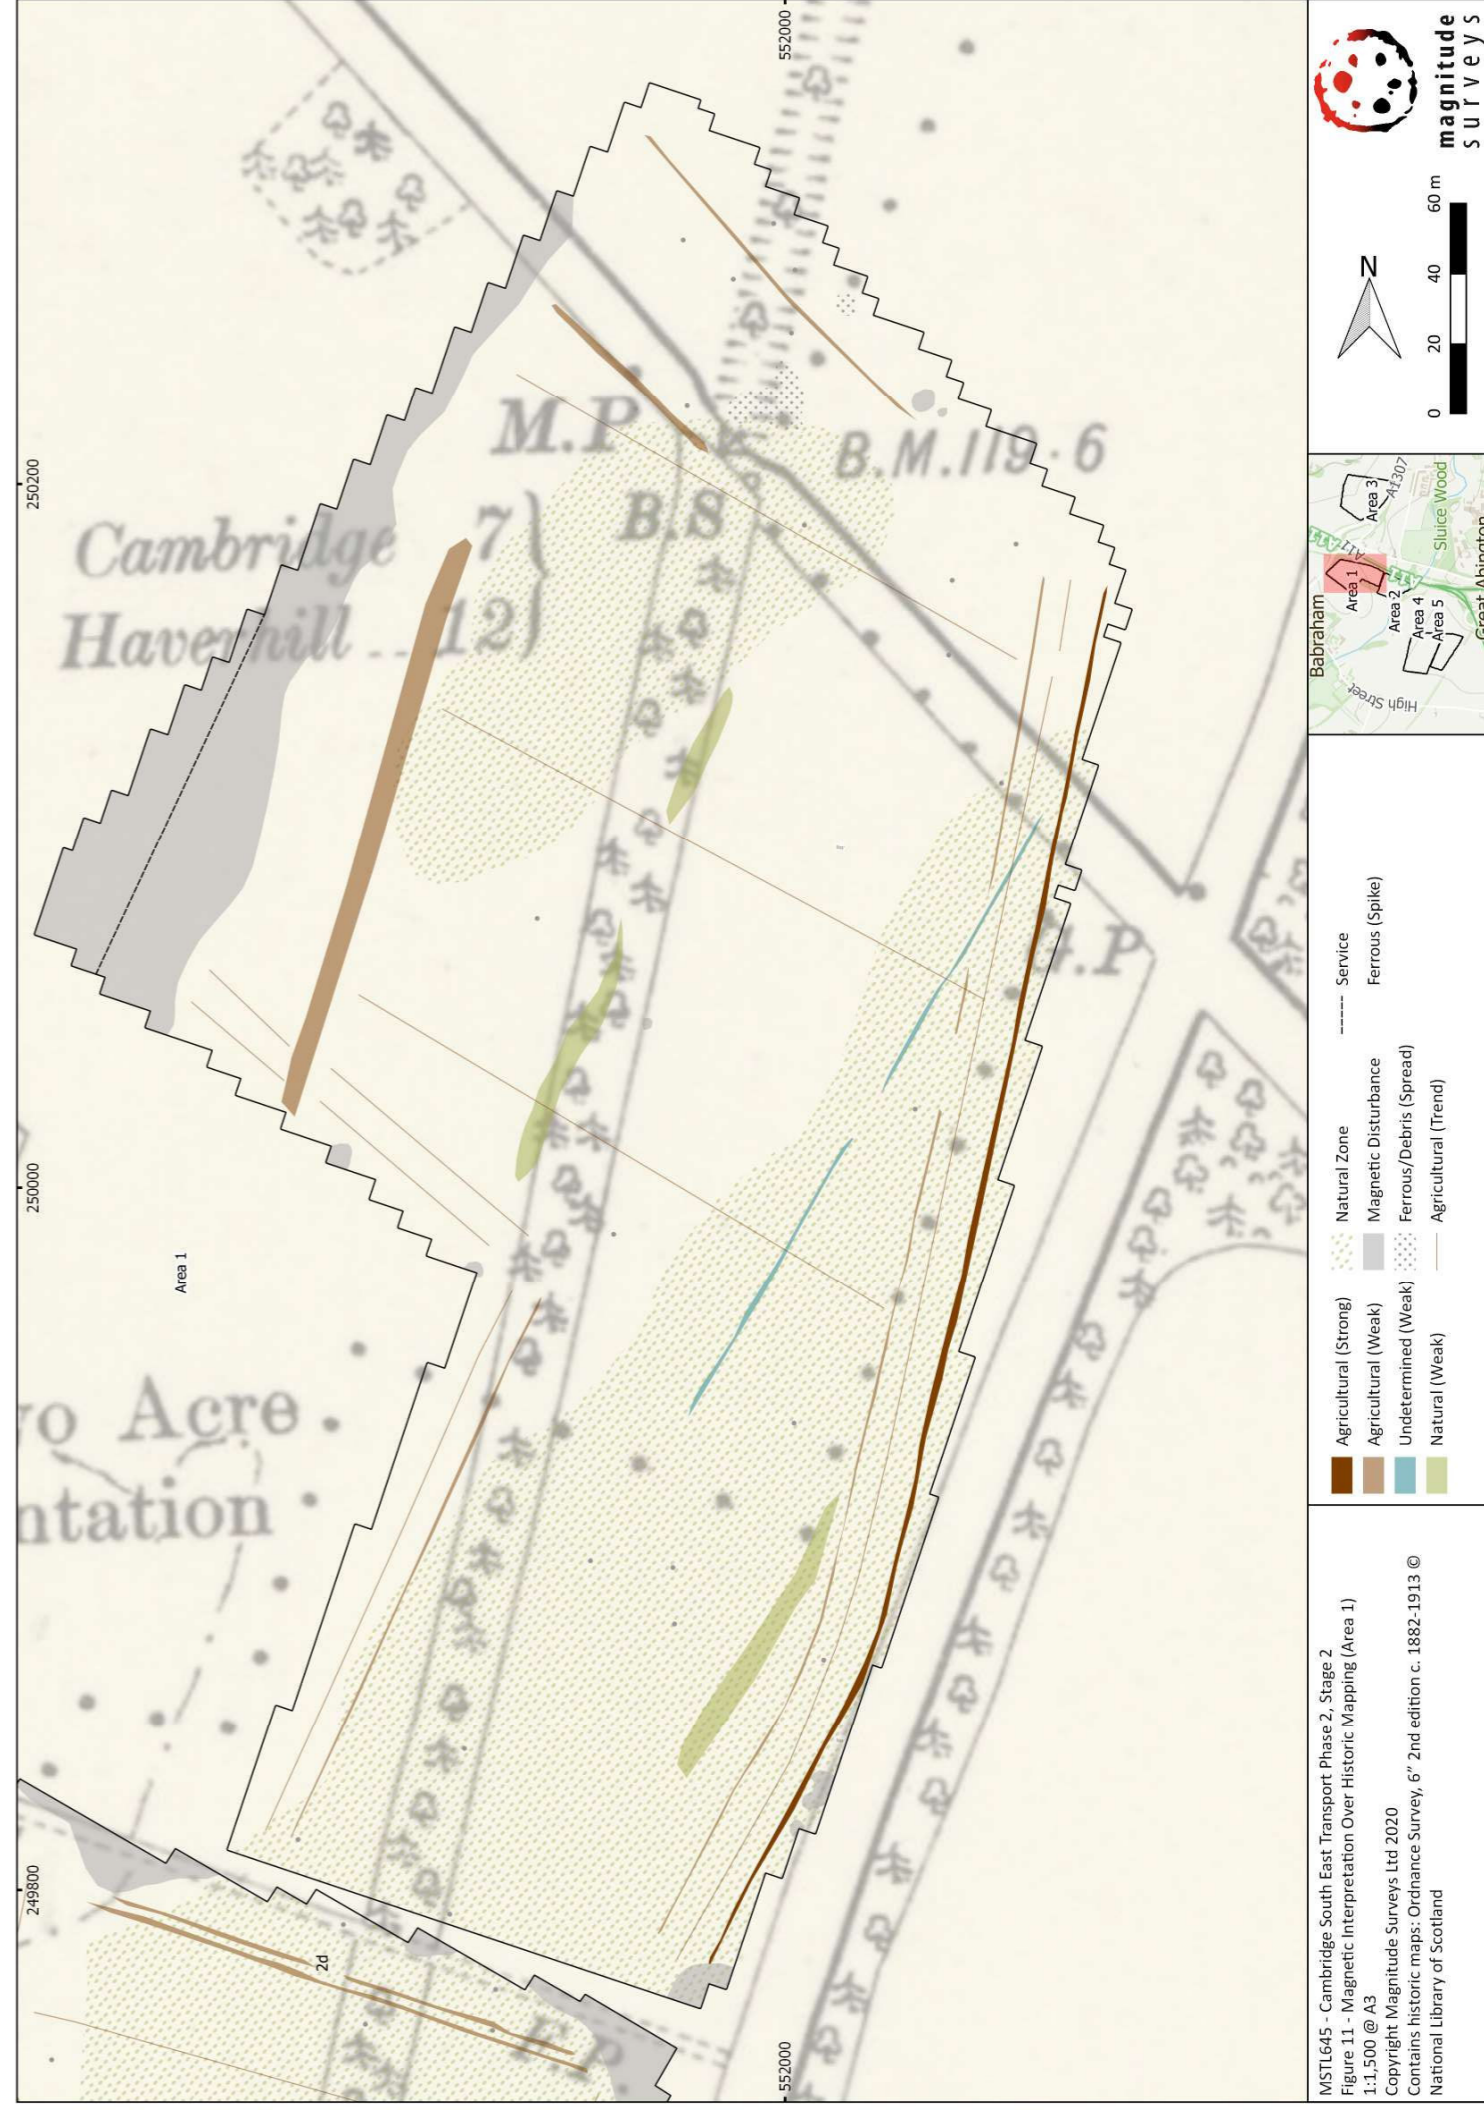 552000
250200
250000
249800
552000
M.P
Cambridge 7
Haverhill 12
B.S
B.M.119.6
G.P
Area 1
Acre
ntation
2d
MSTL645 - Cambridge South East Transport Phase 2, Stage 2
Figure 11 - Magnetic Interpretation Over Historic Mapping (Area 1)
1:1,500 @ A3
Copyright Magnitude Surveys Ltd 2020
Contains historic maps: Ordnance Survey, 6" 2nd edition c. 1882-1913 ©
National Library of Scotland
Agricultural (Strong)
Agricultural (Weak)
Undetermined (Weak)
Natural (Weak)
Natural Zone
Magnetic Disturbance
Ferrous/Debris (Spread)
Agricultural (Trend)
Service
Ferrous (Spike)
Babraham
High Street
Area 1
Area 2
Area 3
Area 4
Area 5
A11
A11
A11
A1307
Sluice Wood
Great Abington
N
0 20 40 60 m
magnitude
surveys